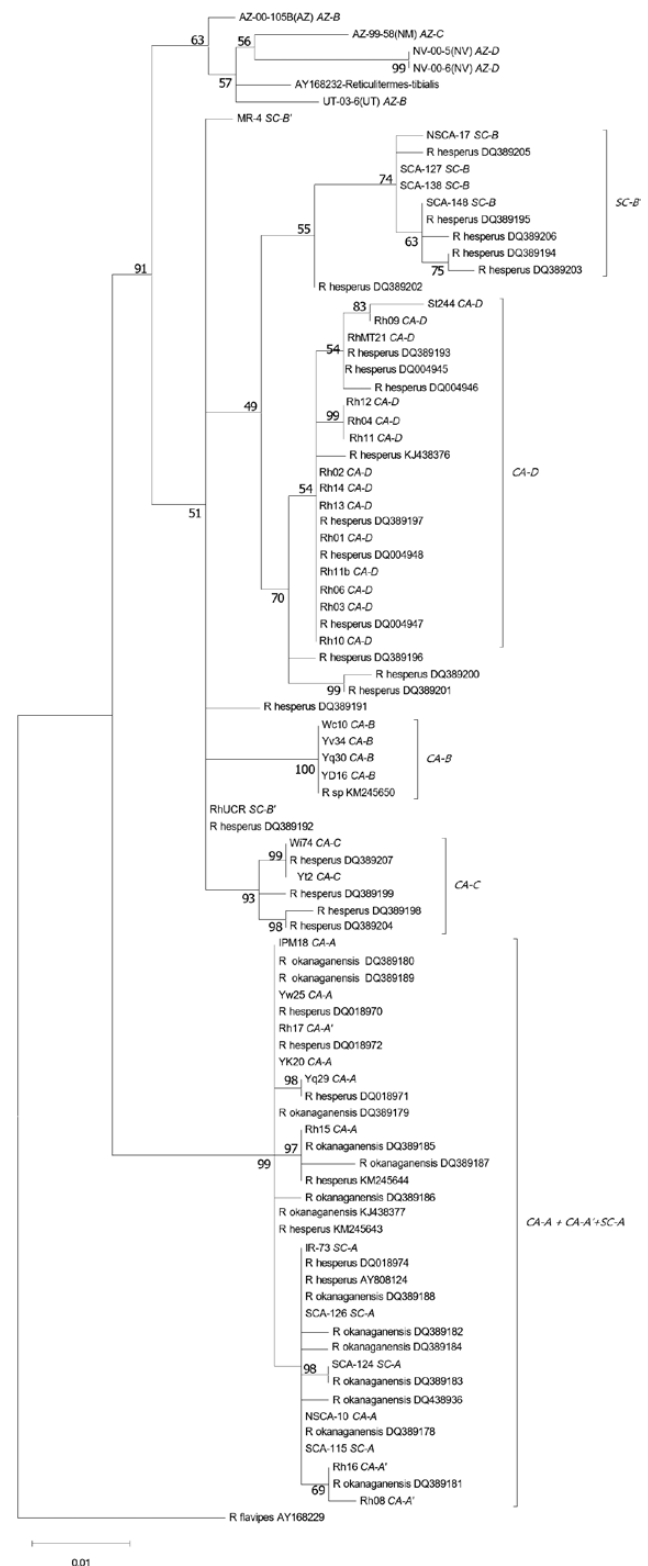 AZ-00-105B(AZ) AZ-B
63
AZ-99-58(NM) AZ-C
56
NV-00-5(NV) AZ-D
99
NV-00-6(NV) AZ-D
57
AY168232-Reticulitermes-tibialis
UT-03-6(UT) AZ-B
MR-4 SC-B'
NSCA-17 SC-B
R hesperus DQ389205
SCA-127 SC-B
74
SCA-138 SC-B
SCA-148 SC-B
SC-B'
R hesperus DQ389195
55
63
R hesperus DQ389206
R hesperus DQ389194
75
R hesperus DQ389203
91
R hesperus DQ389202
83
St244 CA-D
Rh09 CA-D
RhMT21 CA-D
54
R hesperus DQ389193
R hesperus DQ004945
R hesperus DQ004946
49
Rh12 CA-D
99
Rh04 CA-D
Rh11 CA-D
R hesperus KJ438376
Rh02 CA-D
CA-D
54
Rh14 CA-D
51
Rh13 CA-D
R hesperus DQ389197
Rh01 CA-D
R hesperus DQ004948
Rh11b CA-D
70
Rh06 CA-D
Rh03 CA-D
R hesperus DQ004947
Rh10 CA-D
R hesperus DQ389196
R hesperus DQ389200
99
R hesperus DQ389201
R hesperus DQ389191
Wc10 CA-B
Yv34 CA-B
Yq30 CA-B
CA-B
100
YD16 CA-B
R sp KM245650
RhUCR SC-B'
R hesperus DQ389192
Wi74 CA-C
99
R hesperus DQ389207
Yt2 CA-C
CA-C
93
R hesperus DQ389199
R hesperus DQ389198
98
R hesperus DQ389204
IPM18 CA-A
R okanaganensis DQ389180
R okanaganensis DQ389189
Yw25 CA-A
R hesperus DQ018970
Rh17 CA-A'
R hesperus DQ018972
YK20 CA-A
98
Yq29 CA-A
R hesperus DQ018971
R okanaganensis DQ389179
Rh15 CA-A
97
R okanaganensis DQ389185
99
R okanaganensis DQ389187
R hesperus KM245644
R okanaganensis DQ389186
R okanaganensis KJ438377
CA-A + CA-A'+SC-A
R hesperus KM245643
IR-73 SC-A
R hesperus DQ018974
R hesperus AY808124
R okanaganensis DQ389188
SCA-126 SC-A
R okanaganensis DQ389182
R okanaganensis DQ389184
98
SCA-124 SC-A
R okanaganensis DQ389183
R okanaganensis DQ438936
NSCA-10 CA-A
R okanaganensis DQ389178
SCA-115 SC-A
Rh16 CA-A'
69
R okanaganensis DQ389181
Rh08 CA-A'
R flavipes AY168229
0.01